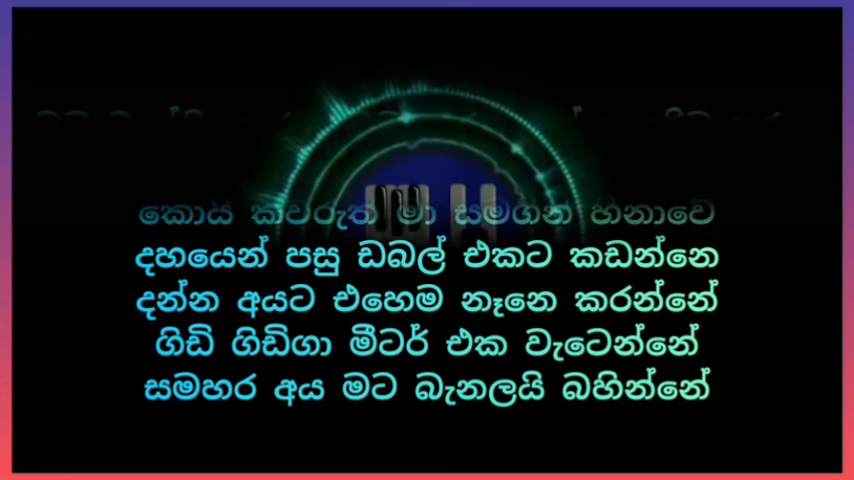 කොයි කවරුත් මා සමගන හනාවෙ
දහයෙන් පසු ඩබල් එකට කඩන්නෙ
දන්න අයට එහෙම නෑනෙ කරන්නේ
ගිඩි ගිඩිගා මීටර් එක වැටෙන්නේ
සමහර අය මට බැනලයි බහින්නේ